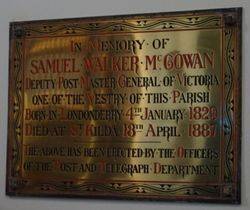 IN MEMORY OF
SAMUEL WALKER McGOWAN
DEPUTY POST MASTER GENERAL OF VICTORIA
ONE OF THE VESTRY OF THIS PARISH
BORN IN LONDONDERRY 4TH JANUARY 1829
DIED AT ST KILDA 18TH APRIL 1887
THE ABOVE HAS BEEN ERECTED BY THE OFFICERS
OF THE POST AND TELEGRAPH DEPARTMENT